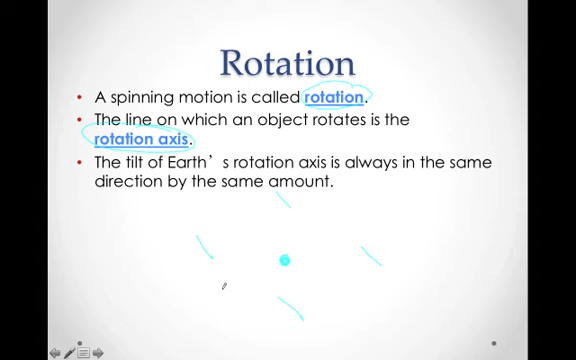 Rotation
• A spinning motion is called rotation.
• The line on which an object rotates is the
rotation axis.
• The tilt of Earth's rotation axis is always in the same
direction by the same amount.